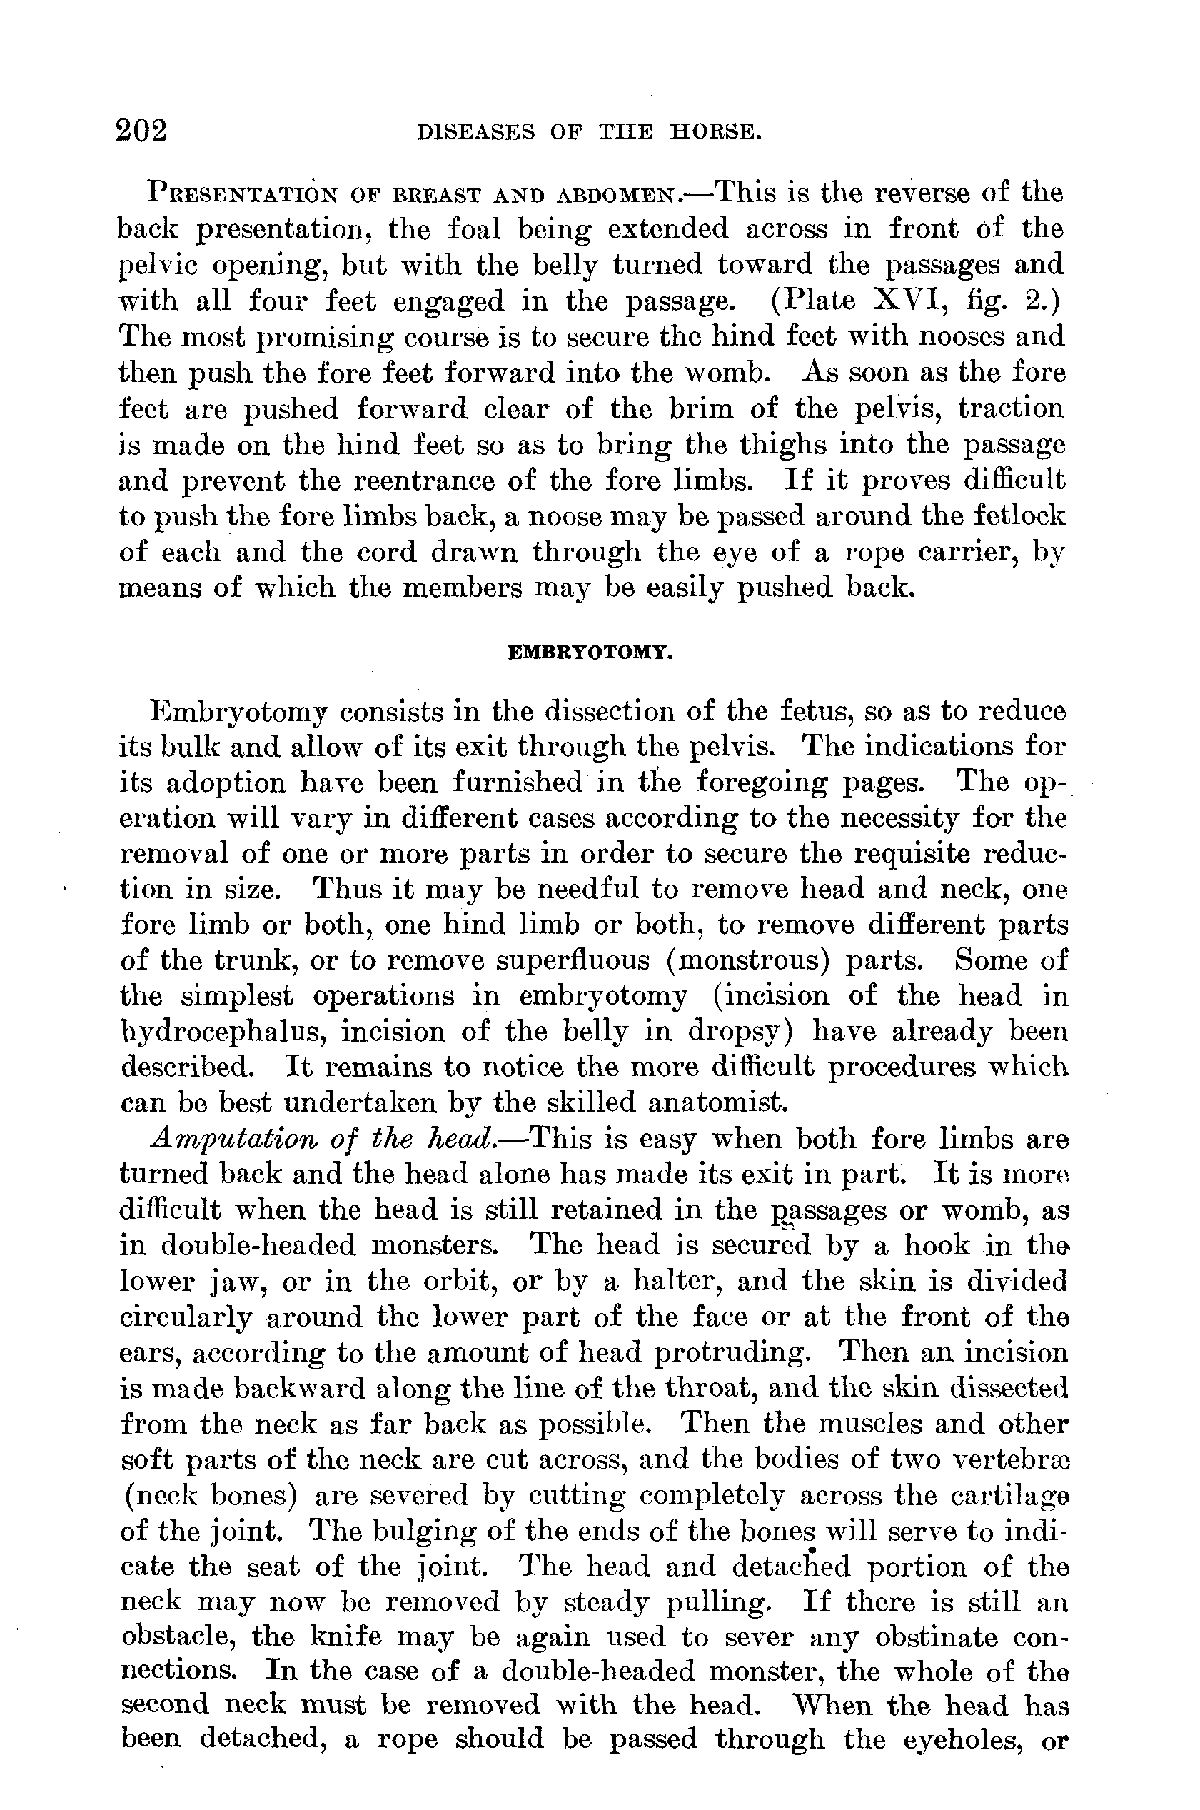 202 DISEASES OF THE HORSE.
PRESENTATION OF BREAST AND ABDOMEN.—This is the reverse of the
back presentation, the foal being extended across in front of the
pelvic opening, but with the belly turned toward the passages and
with all four feet engaged in the passage. (Plate XVI, fig. 2.)
The most promising course is to secure the hind feet with nooses and
then push the fore feet forward into the womb. As soon as the fore
feet are pushed forward clear of the brim of the pelvis, traction
is made on the hind feet so as to bring the thighs into the passage
and prevent the reentrance of the fore limbs. If it proves difficult
to push the fore limbs back, a noose may be passed around the fetlock
of each and the cord drawn through the eye of a rope carrier, by
means of which the members may be easily pushed back.
EMBRYOTOMY.
Embryotomy consists in the dissection of the fetus, so as to reduce
its bulk and allow of its exit through the pelvis. The indications for
its adoption have been furnished in the foregoing pages. The op-
eration will vary in different cases according to the necessity for the
removal of one or more parts in order to secure the requisite reduc-
tion in size. Thus it may be needful to remove head and neck, one
fore limb or both, one hind limb or both, to remove different parts
of the trunk, or to remove superfluous (monstrous) parts. Some of
the simplest operations in embryotomy (incision of the head in
hydrocephalus, incision of the belly in dropsy) have already been
described. It remains to notice the more difficult procedures which
can be best undertaken by the skilled anatomist.
Amputation of the head.—This is easy when both fore limbs are
turned back and the head alone has made its exit in part. It is more
difficult when the head is still retained in the passages or womb, as
in double-headed monsters. The head is secured by a hook in the
lower jaw, or in the orbit, or by a halter, and the skin is divided
circularly around the lower part of the face or at the front of the
ears, according to the amount of head protruding. Then an incision
is made backward along the line of the throat, and the skin dissected
from the neck as far back as possible. Then the muscles and other
soft parts of the neck are cut across, and the bodies of two vertebræ
(neck bones) are severed by cutting completely across the cartilage
of the joint. The bulging of the ends of the bones will serve to indi-
cate the seat of the joint. The head and detached portion of the
neck may now be removed by steady pulling. If there is still an
obstacle, the knife may be again used to sever any obstinate con-
nections. In the case of a double-headed monster, the whole of the
second neck must be removed with the head. When the head has
been detached, a rope should be passed through the eyeholes, or